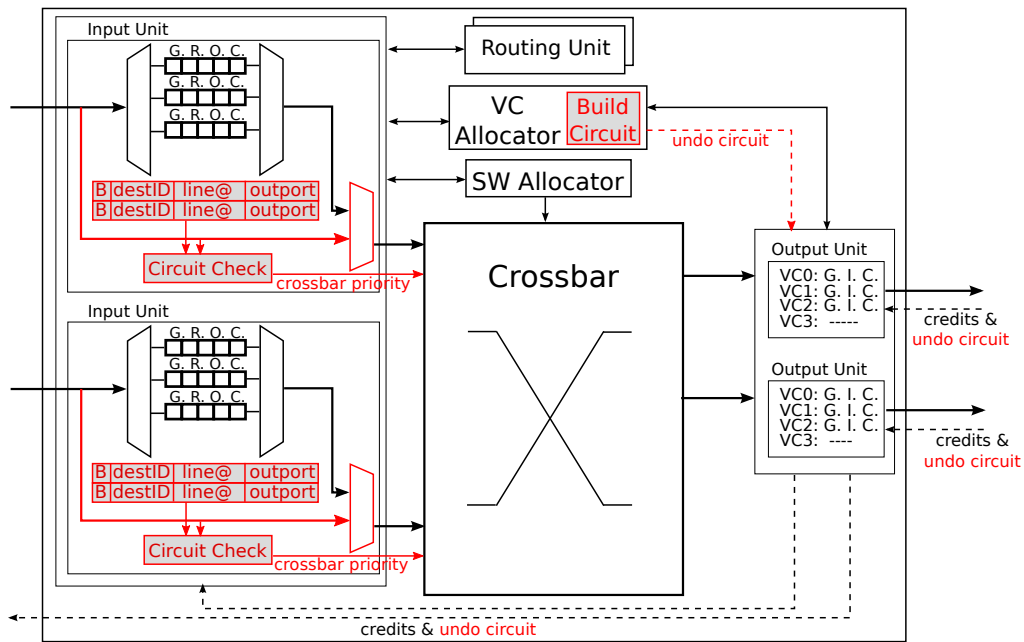 Input Unit
G. R. O. C.
G. R. O. C.
G. R. O. C.
B destID line@ outport
B destID line@ outport
Circuit Check
crossbar priority
Input Unit
G. R. O. C.
G. R. O. C.
G. R. O. C.
B destID line@ outport
B destID line@ outport
Circuit Check
crossbar priority
Routing Unit
VC
Allocator
Build
Circuit
undo circuit
SW Allocator
Crossbar
Output Unit
VC0: G. I. C.
VC1: G. I. C.
VC2: G. I. C.
VC3: -----
credits &
undo circuit
Output Unit
VC0: G. I. C.
VC1: G. I. C.
VC2: G. I. C.
VC3: ----
credits &
undo circuit
credits & undo circuit